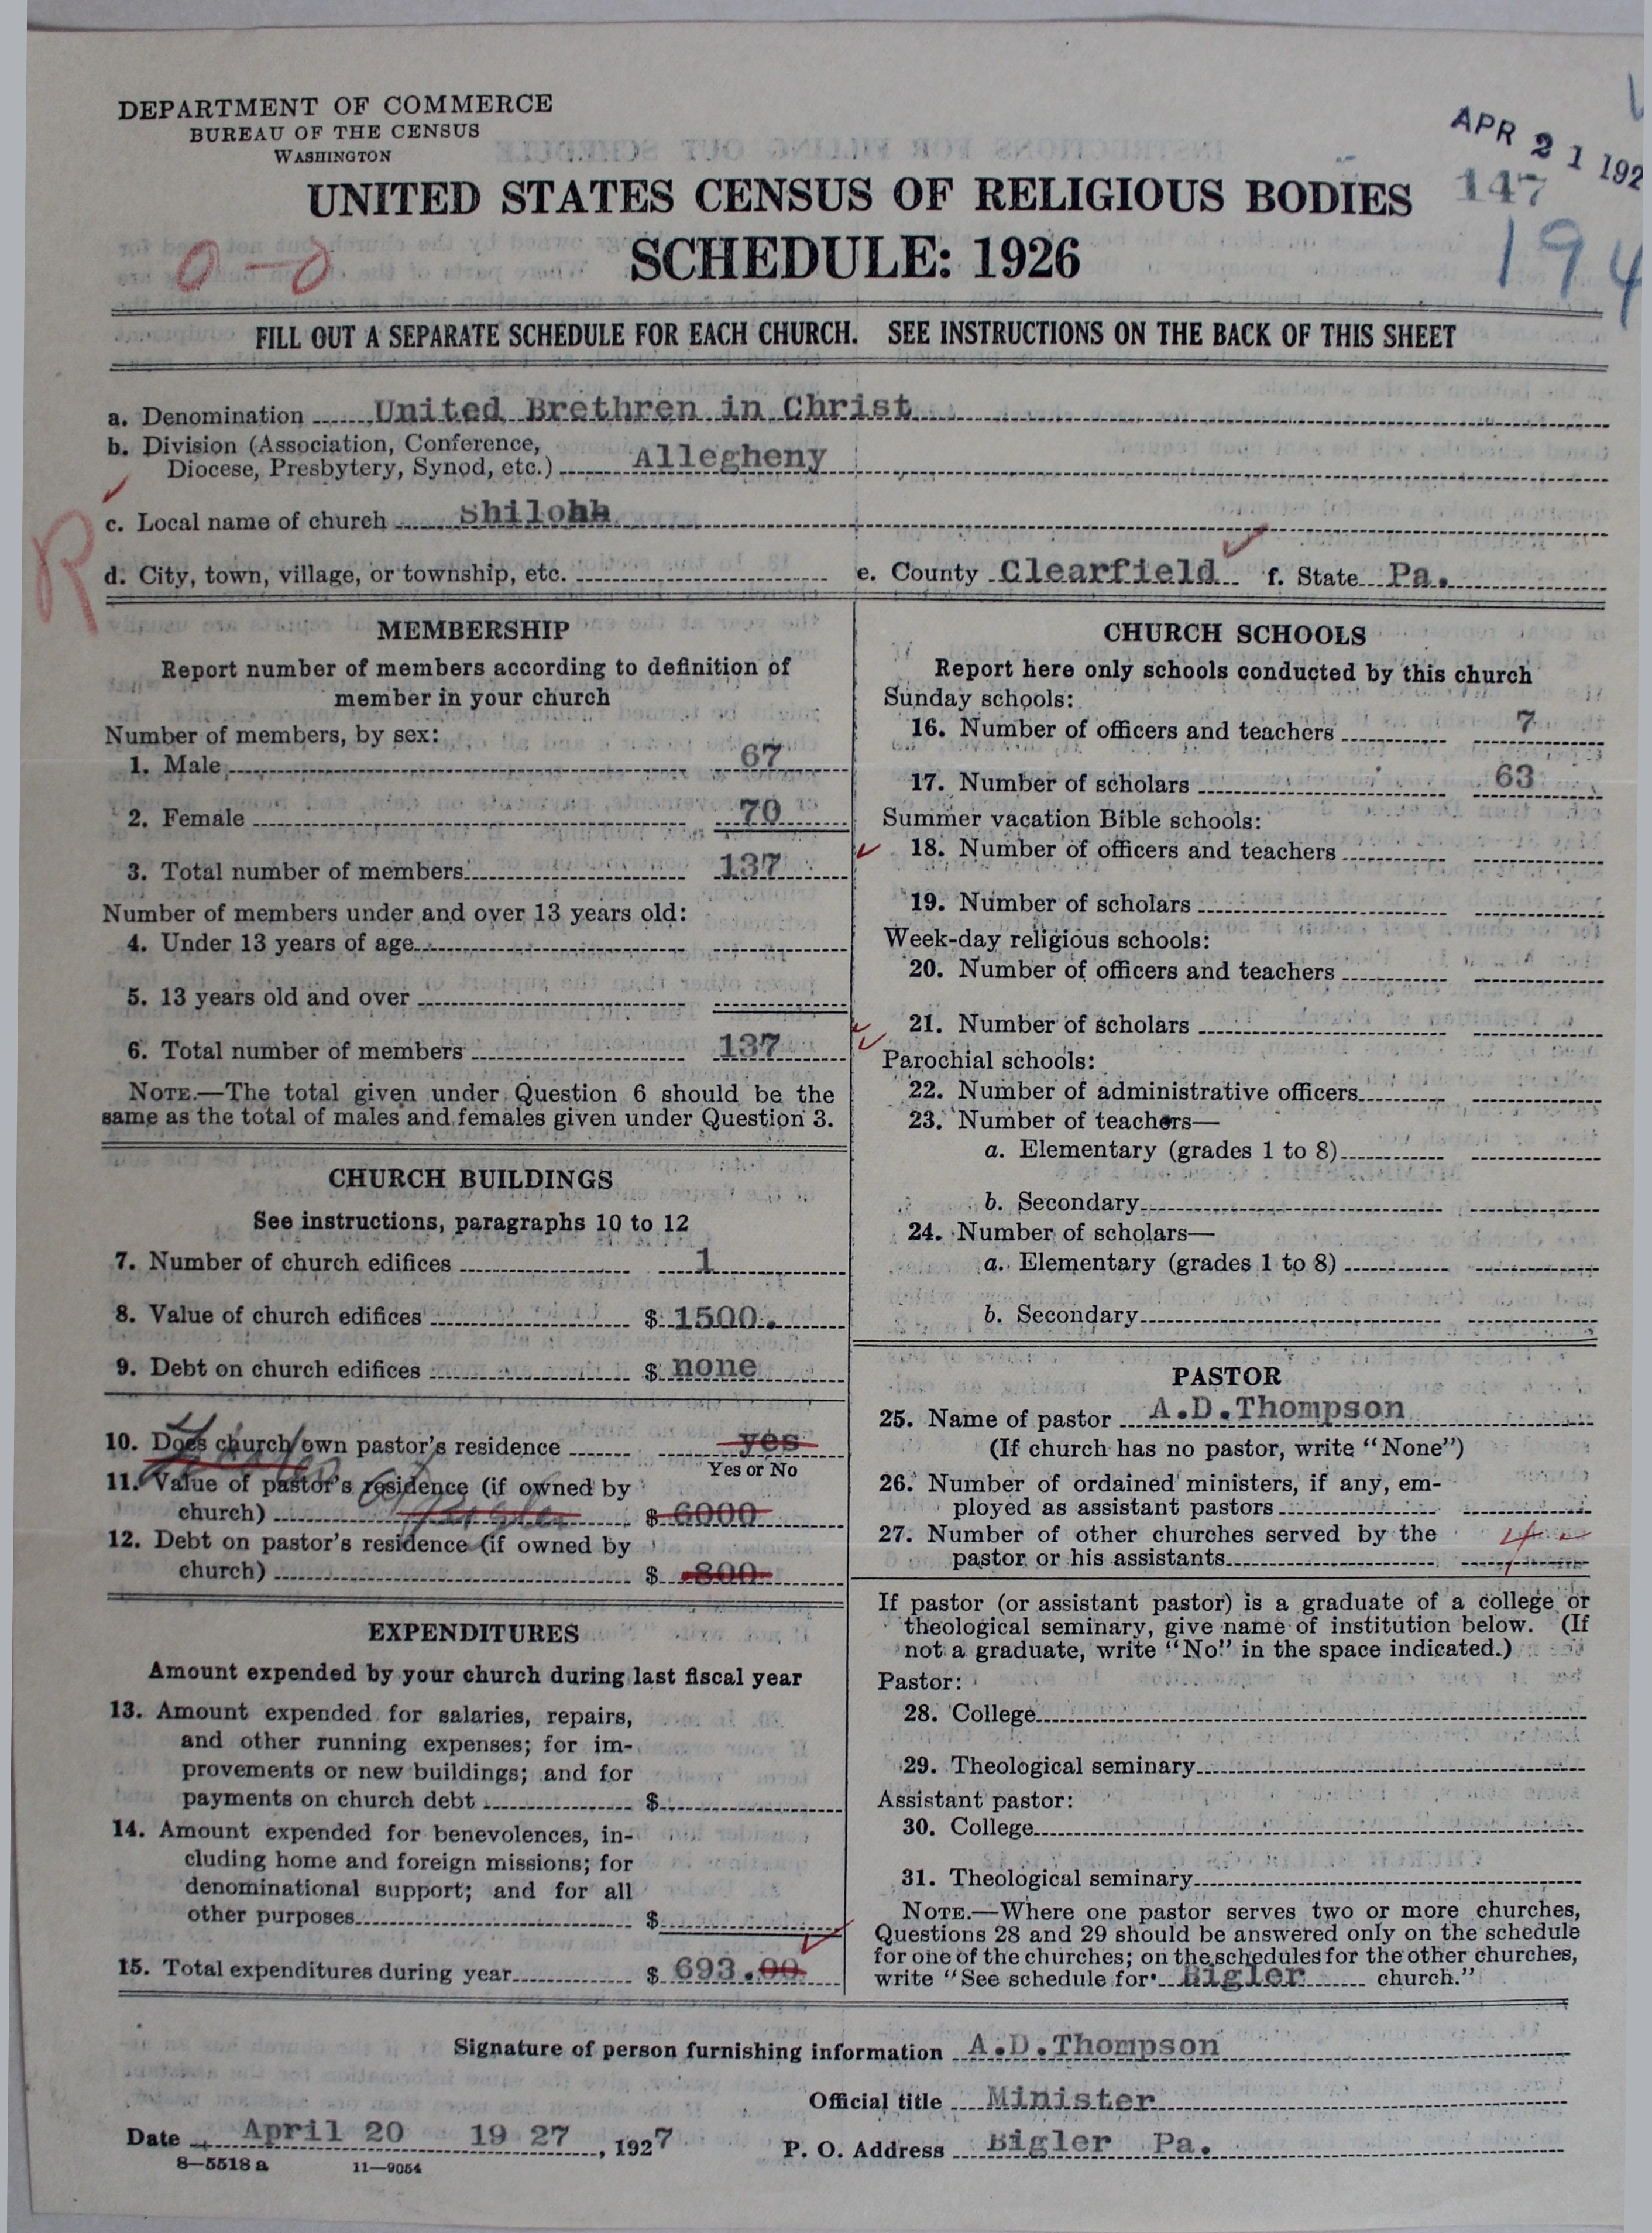 DEPARTMENT OF COMMERCE
BUREAU OF THE CENSUS
WASHINGTON
APR 21 192
147
194
UNITED STATES CENSUS OF RELIGIOUS BODIES
SCHEDULE: 1926
0-0
FILL OUT A SEPARATE SCHEDULE FOR EACH CHURCH. SEE INSTRUCTIONS ON THE BACK OF THIS SHEET
a. Denomination United Brethren in Christ
b. Division (Association, Conference,
Diocese, Presbytery, Synod, etc.) Allegheny
c. Local name of church Shilohh
R
d. City, town, village, or township, etc. e. County Clearfield f. State Pa.
MEMBERSHIP
Report number of members according to definition of
member in your church
Number of members, by sex:
1. Male 67
2. Female 70
3. Total number of members 137
Number of members under and over 13 years old:
4. Under 13 years of age
5. 13 years old and over
6. Total number of members 137
NOTE.—The total given under Question 6 should be the
same as the total of males and females given under Question 3.
CHURCH BUILDINGS
See instructions, paragraphs 10 to 12
7. Number of church edifices 1
8. Value of church edifices $ 1500.
9. Debt on church edifices $ none
10. Does church own pastor's residence yes
Yes or No
11. Value of pastor's residence (if owned by
church) $ 6000
12. Debt on pastor's residence (if owned by
church) $ 800
EXPENDITURES
Amount expended by your church during last fiscal year
13. Amount expended for salaries, repairs,
and other running expenses; for im-
provements or new buildings; and for
payments on church debt $
14. Amount expended for benevolences, in-
cluding home and foreign missions; for
denominational support; and for all
other purposes $
15. Total expenditures during year $ 693.00
CHURCH SCHOOLS
Report here only schools conducted by this church
Sunday schools:
16. Number of officers and teachers 7
17. Number of scholars 63
Summer vacation Bible schools:
18. Number of officers and teachers
19. Number of scholars
Week-day religious schools:
20. Number of officers and teachers
21. Number of scholars
Parochial schools:
22. Number of administrative officers
23. Number of teachers—
a. Elementary (grades 1 to 8)
b. Secondary
24. Number of scholars—
a. Elementary (grades 1 to 8)
b. Secondary
PASTOR
25. Name of pastor A.D.Thompson
(If church has no pastor, write "None")
26. Number of ordained ministers, if any, em-
ployed as assistant pastors
27. Number of other churches served by the
pastor or his assistants 4
If pastor (or assistant pastor) is a graduate of a college or
theological seminary, give name of institution below. (If
not a graduate, write "No" in the space indicated.)
Pastor:
28. College
29. Theological seminary
Assistant pastor:
30. College
31. Theological seminary
NOTE.—Where one pastor serves two or more churches,
Questions 28 and 29 should be answered only on the schedule
for one of the churches; on the schedules for the other churches,
write "See schedule for Bigler church."
Signature of person furnishing information A.D.Thompson
Official title Minister
Date April 20 19 27, 1927
P. O. Address Bigler Pa.
8—5518 a 11—9054